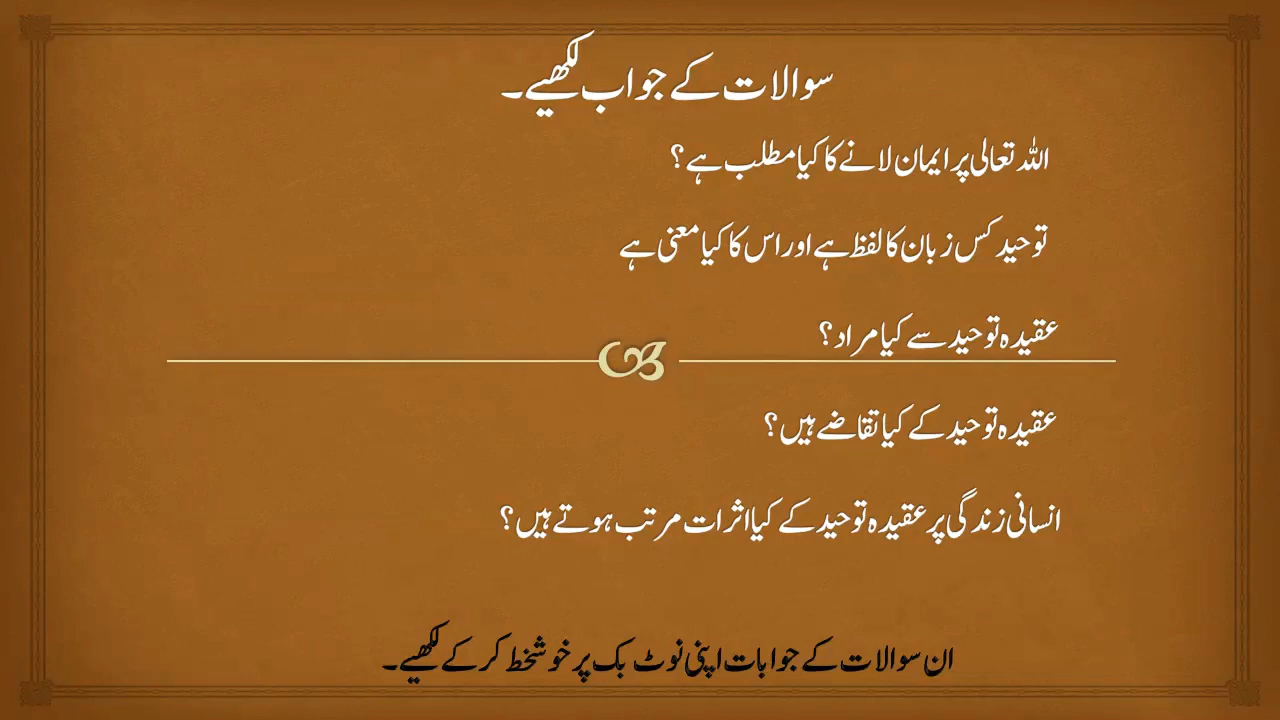 سوالات کے جواب لکھیے۔
اللہ تعالی پر ایمان لانے کا کیا مطلب ہے؟
توحید کس زبان کا لفظ ہے اور اس کا کیا معنی ہے
عقیدہ توحید سے کیا مراد؟
عقیدہ توحید کے کیا تقاضے ہیں؟
انسانی زندگی پر عقیدہ توحید کے کیا اثرات مرتب ہوتے ہیں؟
ان سوالات کے جوابات اپنی نوٹ بک پر خوشخط کر کے لکھیے۔